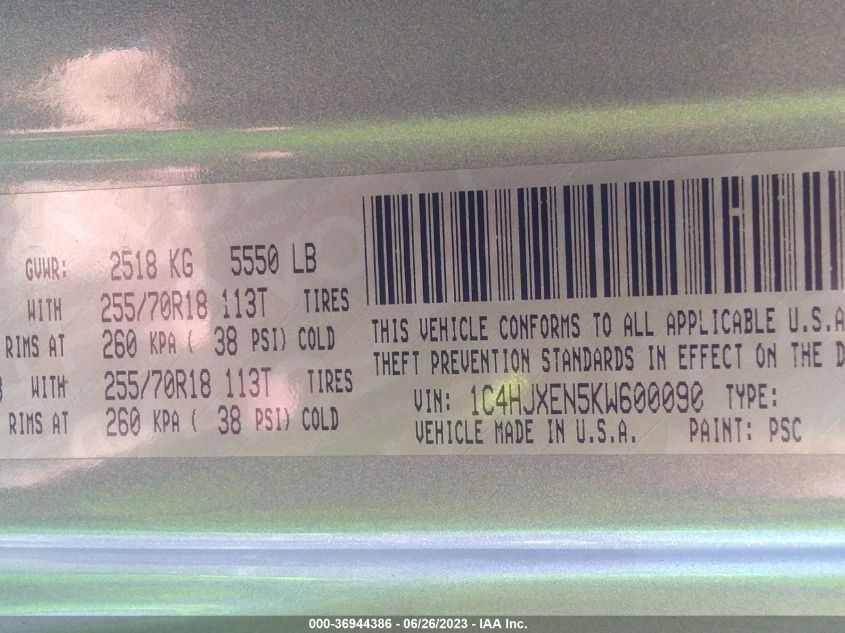 GVWR: 2518 KG 5550 LB
WITH 255/70R18 113T TIRES
RIMS AT 260 KPA ( 38 PSI) COLD
WITH 255/70R18 113T TIRES
RIMS AT 260 KPA ( 38 PSI) COLD
THIS VEHICLE CONFORMS TO ALL APPLICABLE U.S.A
THEFT PREVENTION STANDARDS IN EFFECT ON THE D
VIN: 1C4HJXEN5KW600090 TYPE:
VEHICLE MADE IN U.S.A. PAINT: PSC
000-36944386 - 06/26/2023 - IAA Inc.